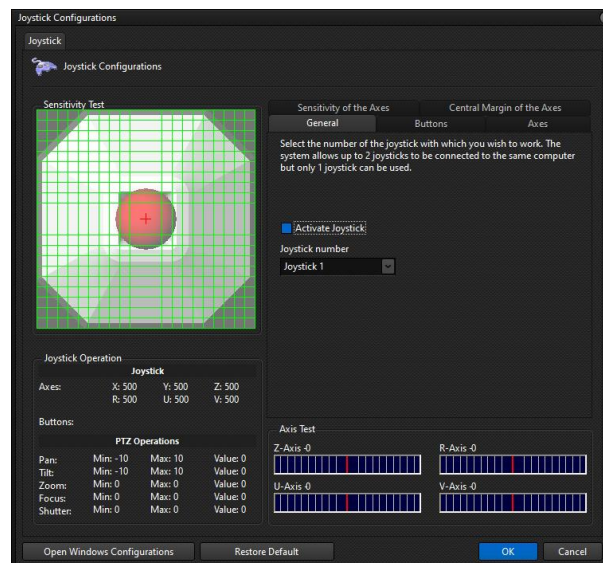 Joystick Configurations
Joystick
Joystick Configurations
Sensitivity Test
Sensitivity of the Axes Central Margin of the Axes
General Buttons Axes
Select the number of the joystick with which you wish to work. The
system allows up to 2 joysticks to be connected to the same computer
but only 1 joystick can be used.
Activate Joystick
Joystick number
Joystick 1
Joystick Operation
Joystick
Axes: X: 500 Y: 500 Z: 500
R: 500 U: 500 V: 500
Buttons:
PTZ Operations
Pan: Min: -10 Max: 10 Value: 0
Tilt: Min: -10 Max: 10 Value: 0
Zoom: Min: 0 Max: 0 Value: 0
Focus: Min: 0 Max: 0 Value: 0
Shutter: Min: 0 Max: 0 Value: 0
Axis Test
Z-Axis -0 R-Axis -0
U-Axis -0 V-Axis -0
Open Windows Configurations Restore Default OK Cancel